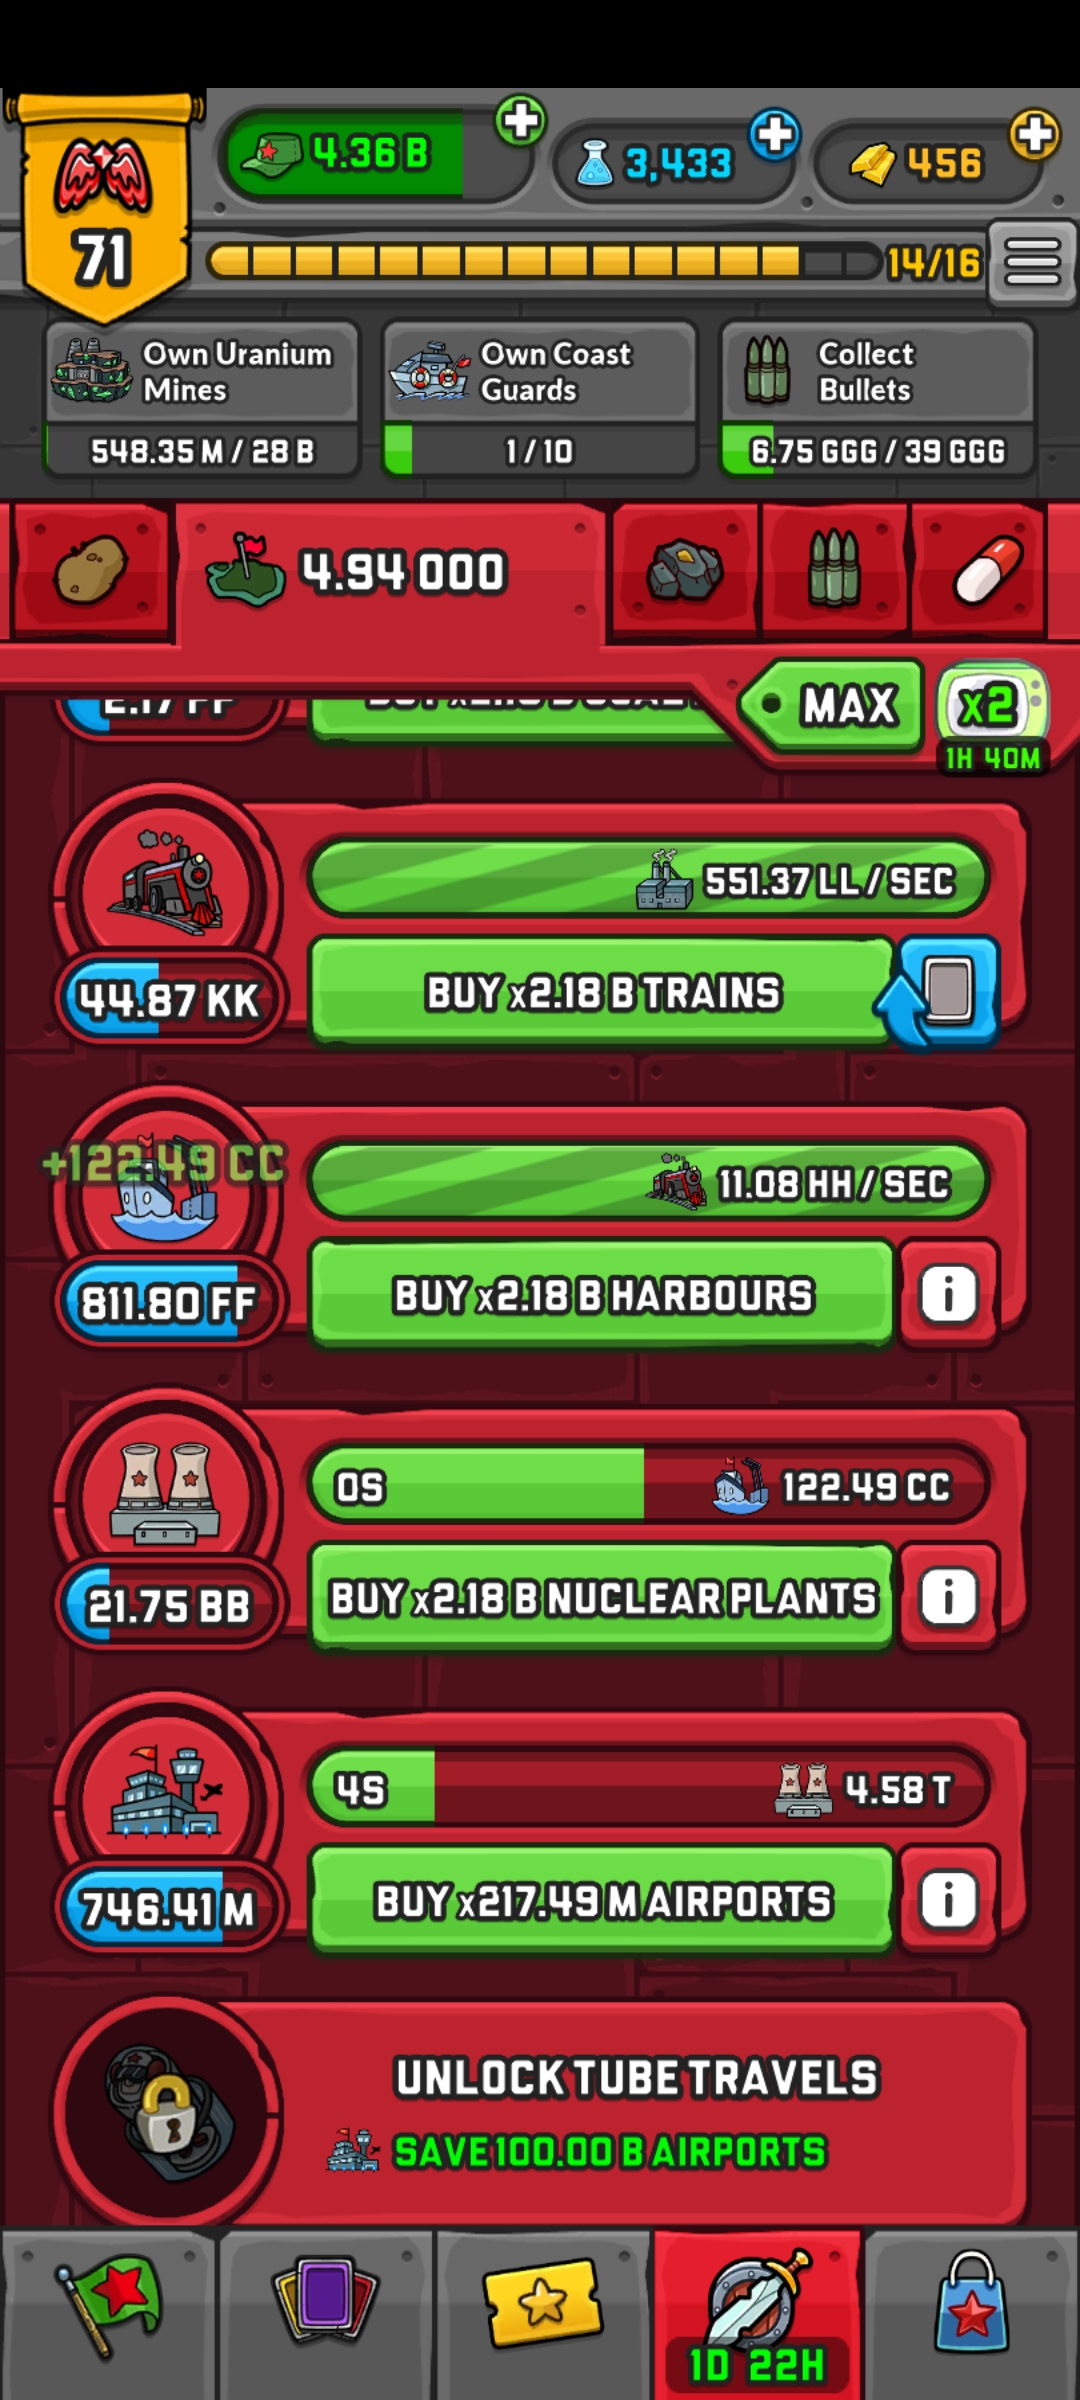 4.36 B
3,433
456
71
14/16
Own Uranium
Mines
548.35 M / 28 B
Own Coast
Guards
1 / 10
Collect
Bullets
6.75 GGG / 39 GGG
4.94 OOO
MAX
x2
1H 40M
551.37 LL / SEC
44.87 KK
BUY x2.18 B TRAINS
+122.49 CC
11.08 HH / SEC
811.80 FF
BUY x2.18 B HARBOURS
0S
122.49 CC
21.75 BB
BUY x2.18 B NUCLEAR PLANTS
4S
4.58 T
746.41 M
BUY x217.49 M AIRPORTS
UNLOCK TUBE TRAVELS
SAVE 100.00 B AIRPORTS
1D 22H